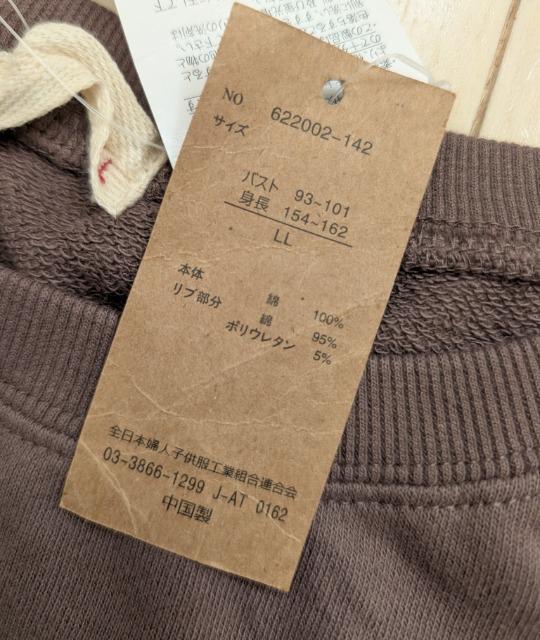 NO 622002-142
サイズ
バスト 93~101
身長 154~162
LL
本体 綿 100%
リブ部分 綿 95%
ポリウレタン 5%
全日本婦人子供服工業組合連合会
03-3866-1299 J-AT 0162
中国製